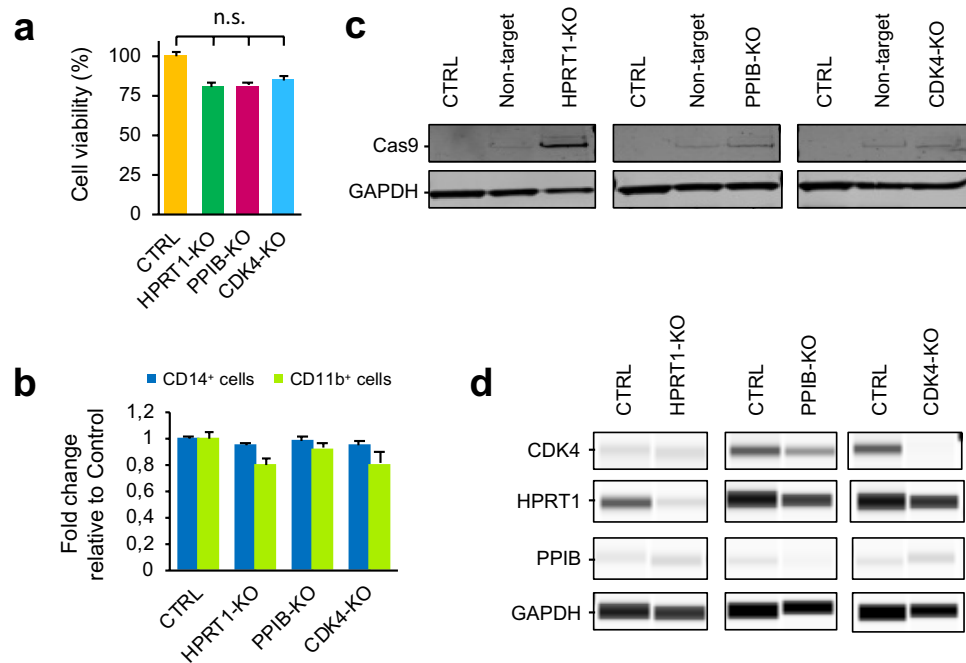 a
n.s.
Cell viability (%)
100
75
50
25
0
CTRL
HPRT1-KO
PPIB-KO
CDK4-KO
b
CD14⁺ cells
CD11b⁺ cells
Fold change
relative to Control
1,2
1
0,8
0,6
0,4
0,2
0
CTRL
HPRT1-KO
PPIB-KO
CDK4-KO
c
CTRL
Non-target
HPRT1-KO
CTRL
Non-target
PPIB-KO
CTRL
Non-target
CDK4-KO
Cas9
GAPDH
d
CTRL
HPRT1-KO
CTRL
PPIB-KO
CTRL
CDK4-KO
CDK4
HPRT1
PPIB
GAPDH